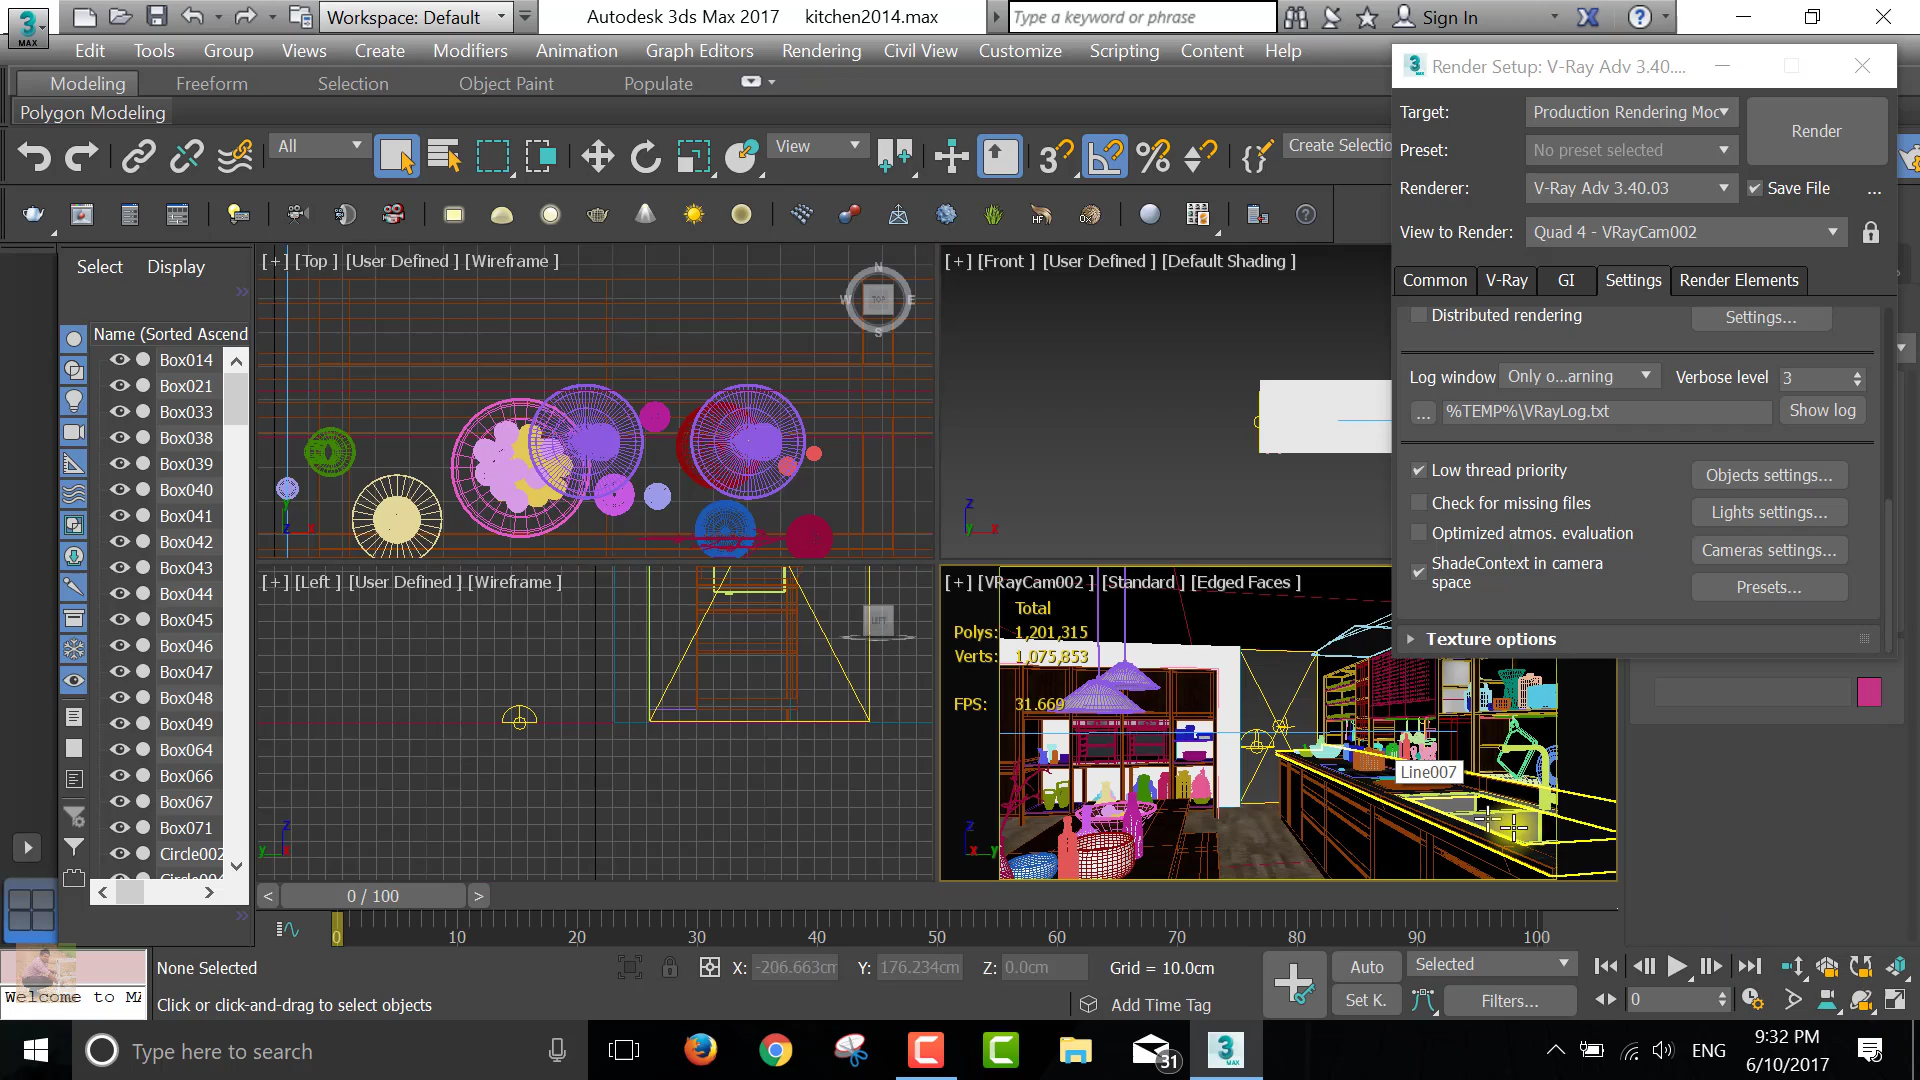 MAX
Workspace: Default
Autodesk 3ds Max 2017 kitchen2014.max
Type a keyword or phrase
Sign In
Edit Tools Group Views Create Modifiers Animation Graph Editors Rendering Civil View Customize Scripting Content Help
Modeling Freeform Selection Object Paint Populate
Polygon Modeling
All
View
Create Selectio
Render Setup: V-Ray Adv 3.40....
Target: Production Rendering Moc
Render
Preset: No preset selected
Renderer: V-Ray Adv 3.40.03
Save File ...
View to Render: Quad 4 - VRayCam002
Common V-Ray GI Settings Render Elements
Distributed rendering Settings...
Log window Only o...arning Verbose level 3
... %TEMP%\VRayLog.txt Show log
Low thread priority Objects settings...
Check for missing files Lights settings...
Optimized atmos. evaluation
Cameras settings...
ShadeContext in camera
space
Presets...
Texture options
Select Display
Name (Sorted Ascend
Box014
Box021
Box033
Box038
Box039
Box040
Box041
Box042
Box043
Box044
Box045
Box046
Box047
Box048
Box049
Box064
Box066
Box067
Box071
Circle002
[+] [Top ] [User Defined ] [Wireframe ]
N
W TOP E
S
z x
[+] [Front ] [User Defined ] [Default Shading ]
z
y x
[+] [Left ] [User Defined ] [Wireframe ]
LEFT
z
y x
[+] [VRayCam002 ] [Standard ] [Edged Faces ]
Total
Polys: 1,201,315
Verts: 1,075,853
FPS: 31.669
Line007
z
x y
< 0 / 100 >
0 10 20 30 40 50 60 70 80 90 100
None Selected
X: -206.663cm Y: 176.234cm Z: 0.0cm Grid = 10.0cm
Auto Selected
Welcome to MA
Click or click-and-drag to select objects
Add Time Tag
Set K. Filters...
0
Type here to search
31
MAX
ENG
9:32 PM
6/10/2017